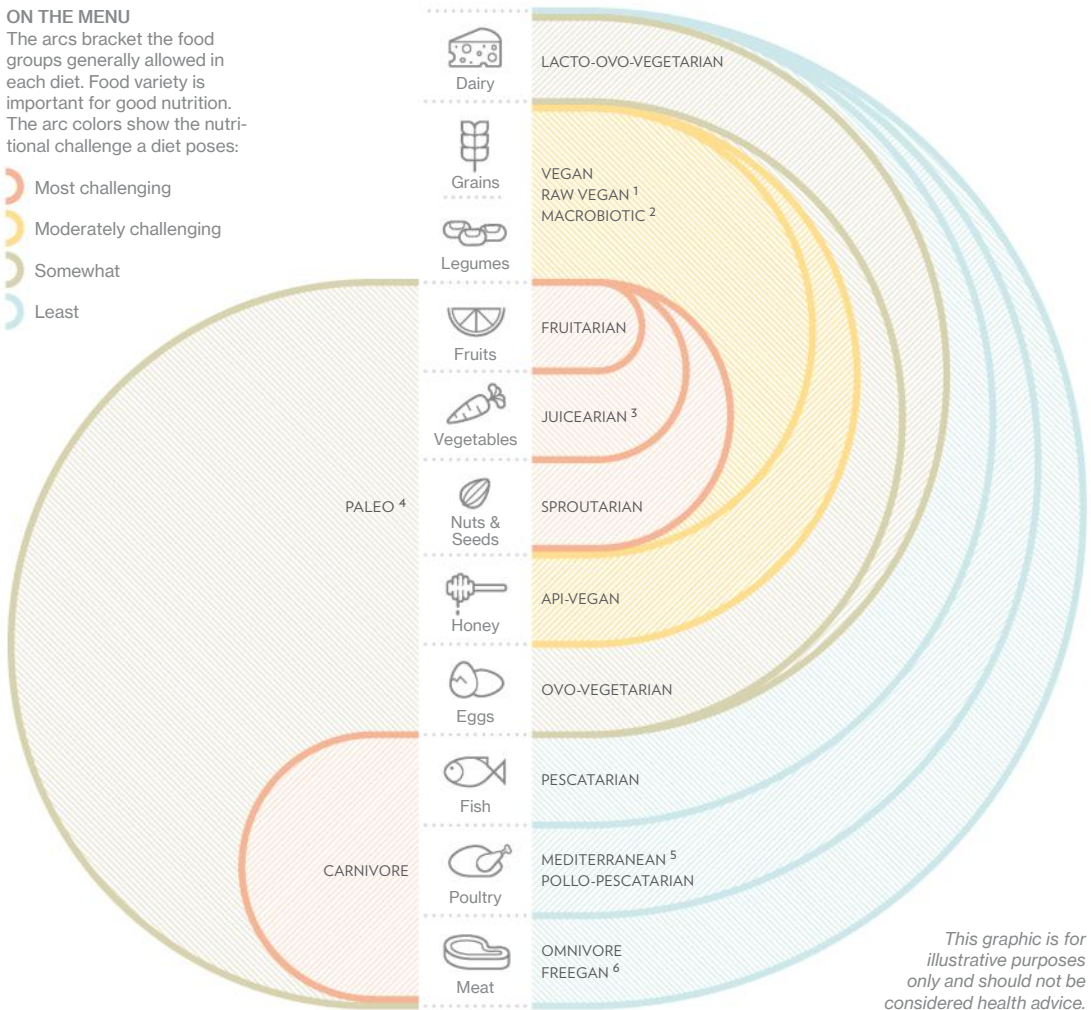 ON THE MENU
The arcs bracket the food
groups generally allowed in
each diet. Food variety is
important for good nutrition.
The arc colors show the nutri-
tional challenge a diet poses:
Most challenging
Moderately challenging
Somewhat
Least
Dairy
Grains
Legumes
Fruits
Vegetables
Nuts &
Seeds
Honey
Eggs
Fish
Poultry
Meat
LACTO-OVO-VEGETARIAN
VEGAN
RAW VEGAN 1
MACROBIOTIC 2
FRUITARIAN
JUICEARIAN 3
SPROUTARIAN
API-VEGAN
OVO-VEGETARIAN
PESCATARIAN
MEDITERRANEAN 5
POLLO-PESCATARIAN
OMNIVORE
FREEGAN 6
PALEO 4
CARNIVORE
This graphic is for
illustrative purposes
only and should not be
considered health advice.